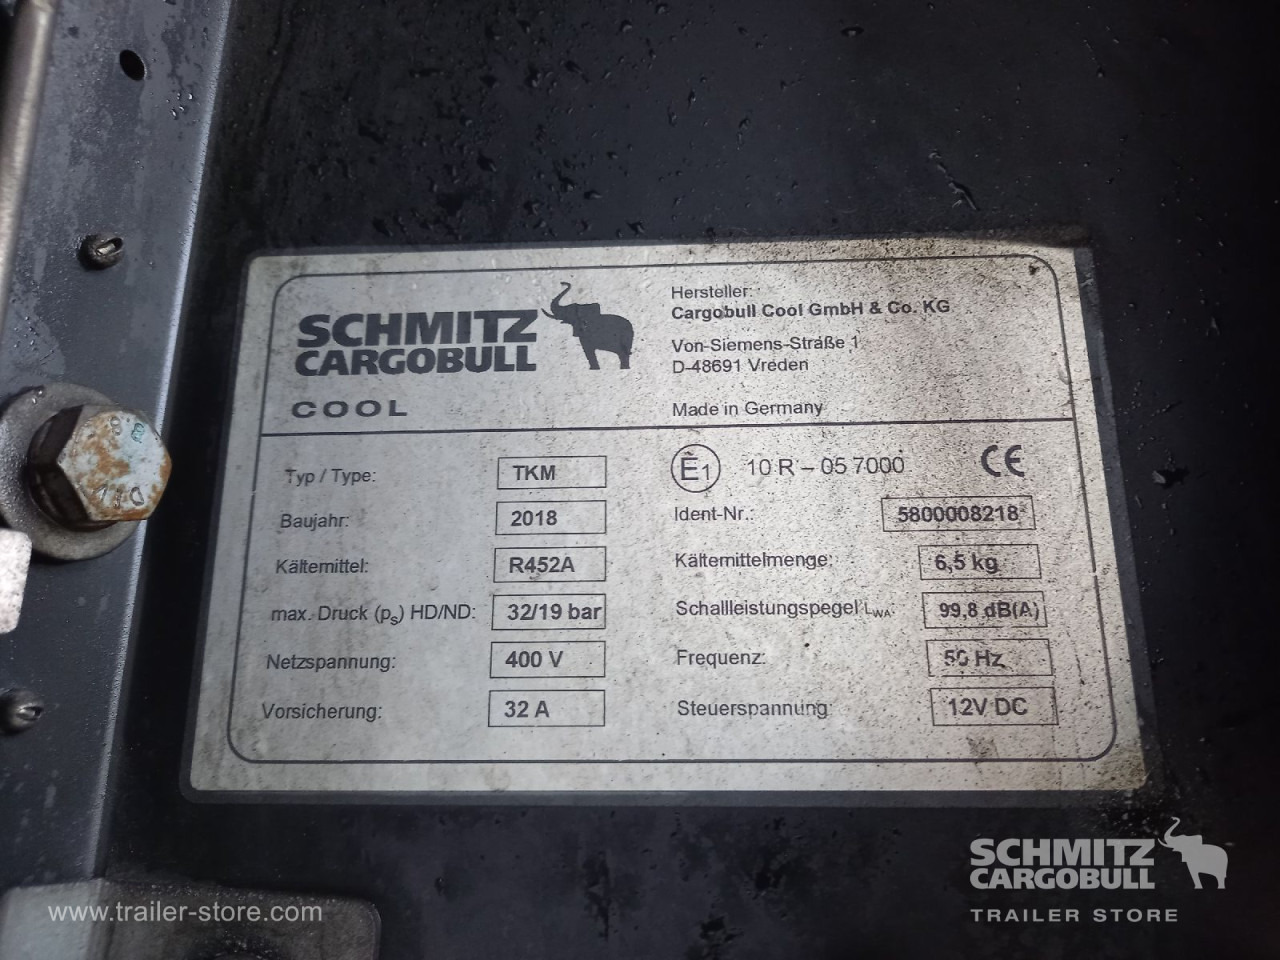 SCHMITZ
CARGOBULL
COOL
Hersteller:
Cargobull Cool GmbH & Co. KG
Von-Siemens-Straße 1
D-48691 Vreden
Made in Germany
Typ / Type: TKM
E1 10 R - 05 7000 CE
Baujahr: 2018
Ident-Nr.: 5800008218
Kältemittel: R452A
Kältemittelmenge: 6,5 kg
max. Druck (ps) HD/ND: 32/19 bar
Schallleistungspegel LWA: 99,8 dB(A)
Netzspannung: 400 V
Frequenz: 50 Hz
Vorsicherung: 32 A
Steuerspannung: 12V DC
SCHMITZ
CARGOBULL
TRAILER STORE
www.trailer-store.com